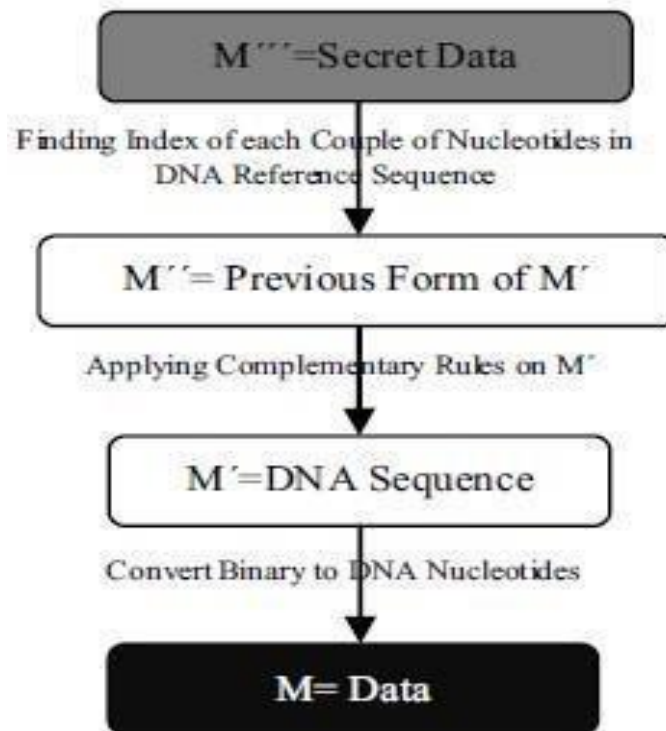 M´´´=Secret Data
Finding Index of each Couple of Nucleotides in
DNA Reference Sequence
M´´= Previous Form of M´
Applying Complementary Rules on M´
M´=DNA Sequence
Convert Binary to DNA Nucleotides
M= Data